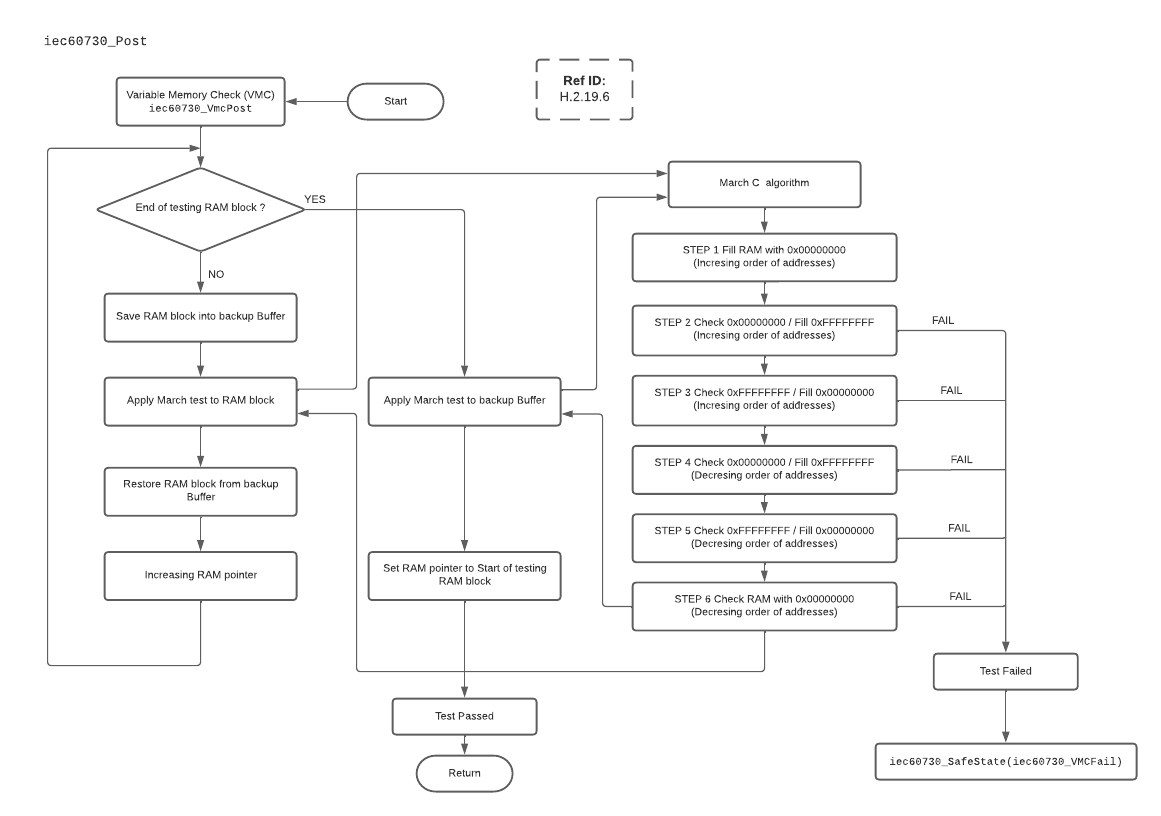 iec60730_Post
Variable Memory Check (VMC)
iec60730_VmcPost
Start
Ref ID:
H.2.19.6
End of testing RAM block ?
YES
NO
Save RAM block into backup Buffer
Apply March test to RAM block
Restore RAM block from backup
Buffer
Increasing RAM pointer
Apply March test to backup Buffer
Set RAM pointer to Start of testing
RAM block
Test Passed
Return
March C  algorithm
STEP 1 Fill RAM with 0x00000000
(Incresing order of addresses)
STEP 2 Check 0x00000000 / Fill 0xFFFFFFFF
(Incresing order of addresses)
FAIL
STEP 3 Check 0xFFFFFFFF / Fill 0x00000000
(Incresing order of addresses)
FAIL
STEP 4 Check 0x00000000 / Fill 0xFFFFFFFF
(Decresing order of addresses)
FAIL
STEP 5 Check 0xFFFFFFFF / Fill 0x00000000
(Decresing order of addresses)
FAIL
STEP 6 Check RAM with 0x00000000
(Decresing order of addresses)
FAIL
Test Failed
iec60730_SafeState(iec60730_VMCFail)